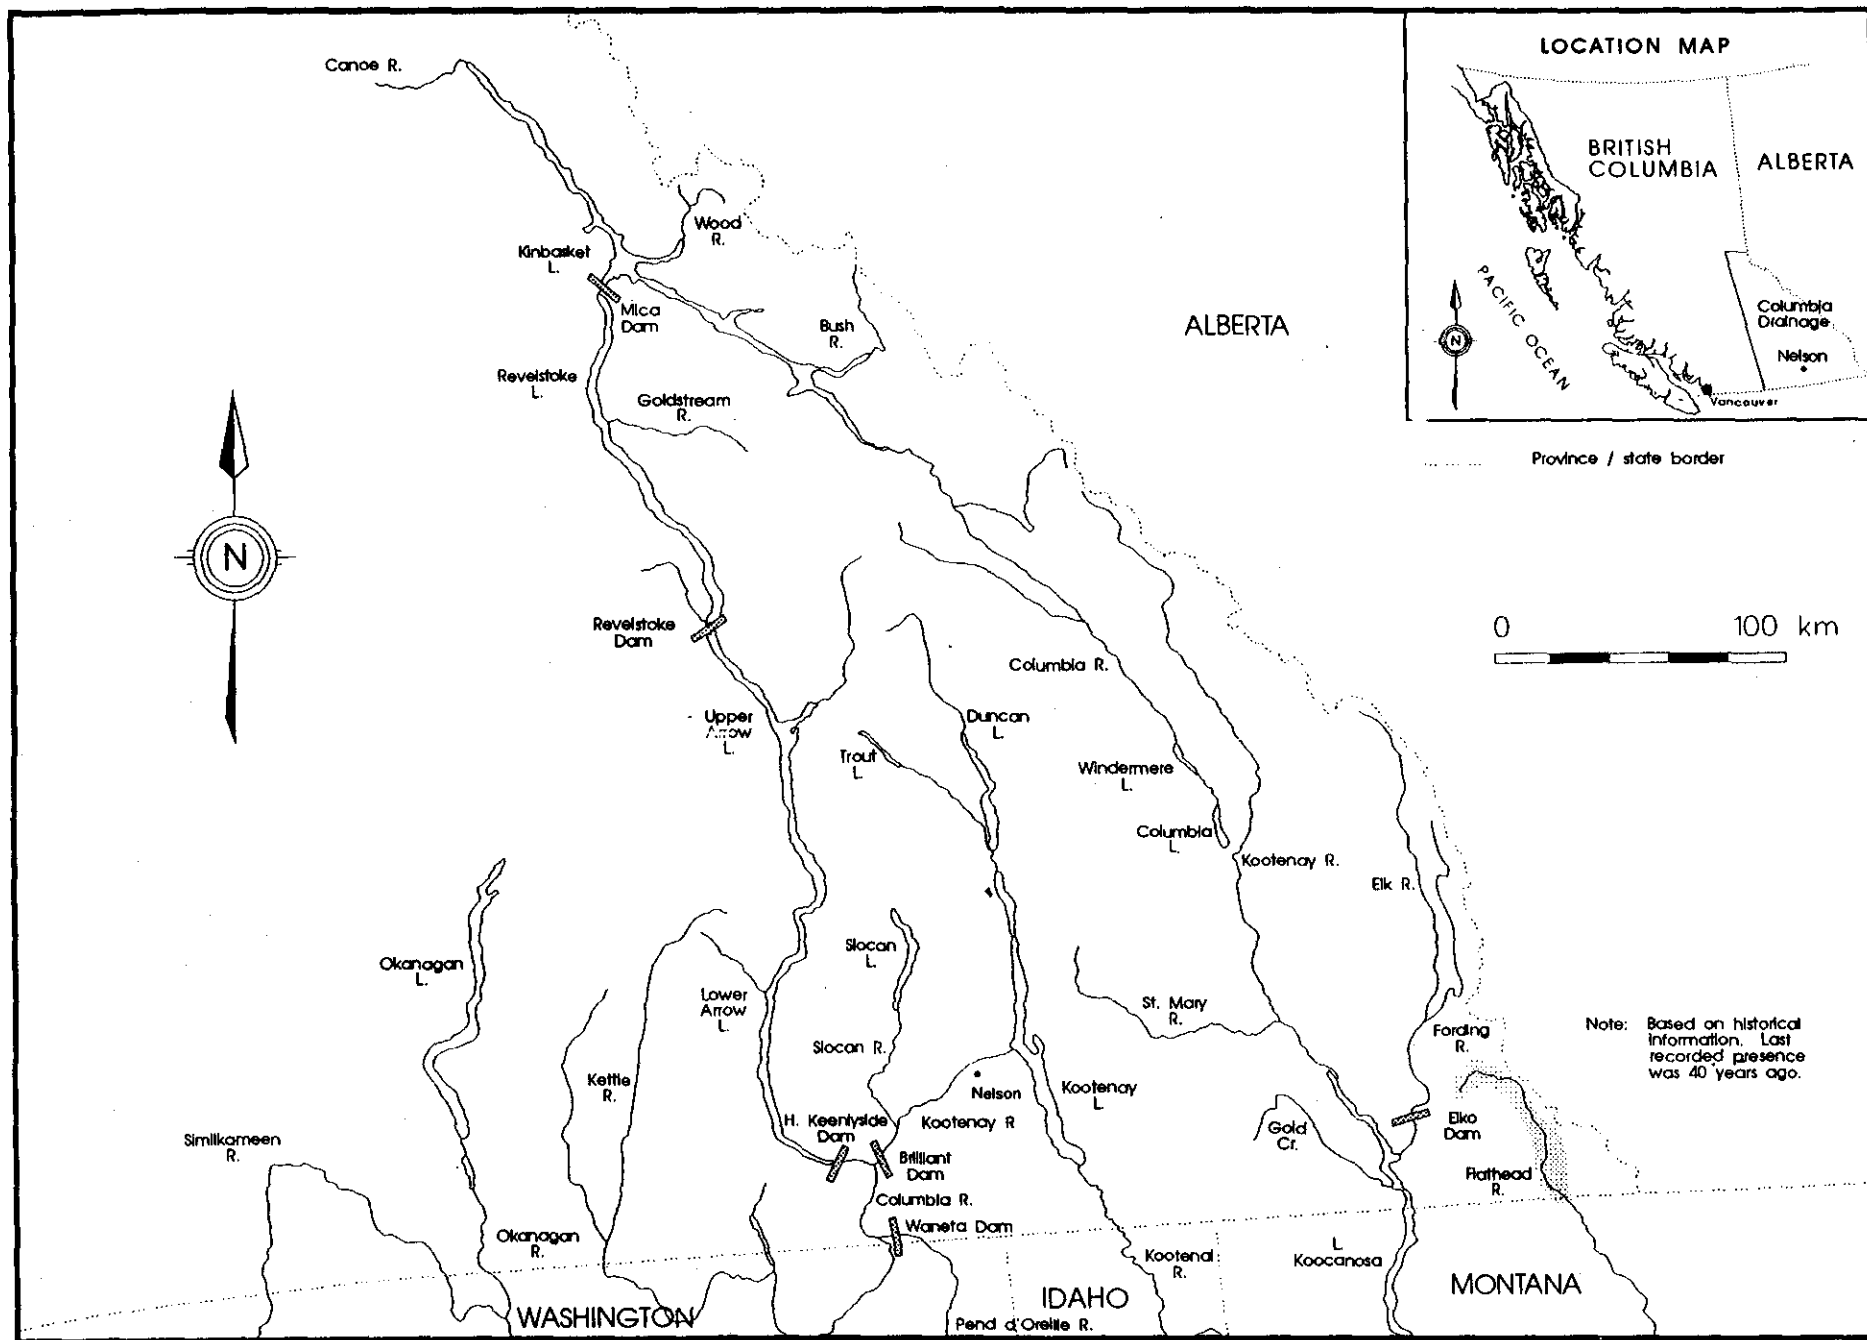 Canoe R.
LOCATION MAP
BRITISH
COLUMBIA
ALBERTA
PACIFIC OCEAN
Columbia
Drainage
Nelson
Vancouver
N
Province / state border
Wood
R.
Kinbasket
L.
Mica
Dam
Bush
R.
ALBERTA
Revelstoke
L.
Goldstream
R.
N
0 100 km
Revelstoke
Dam
Columbia R.
Upper
Arrow
L.
Duncan
L.
Trout
L.
Windermere
L.
Columbia
L.
Kootenay R.
Elk R.
Okanagan
L.
Slocan
L.
Lower
Arrow
L.
St. Mary
R.
Fording
R.
Note: Based on historical
information. Last
recorded presence
was 40 years ago.
Slocan R.
Kettle
R.
Nelson
Kootenay
L
H. Keenlyside
Dam
Kootenay R
Gold
Cr.
Elko
Dam
Similkameen
R.
Brilliant
Dam
Flathead
R.
Columbia R.
Waneta Dam
Okanagan
R.
Kootenai
R.
L
Koocanosa
WASHINGTON
IDAHO
MONTANA
Pend d'Oreille R.